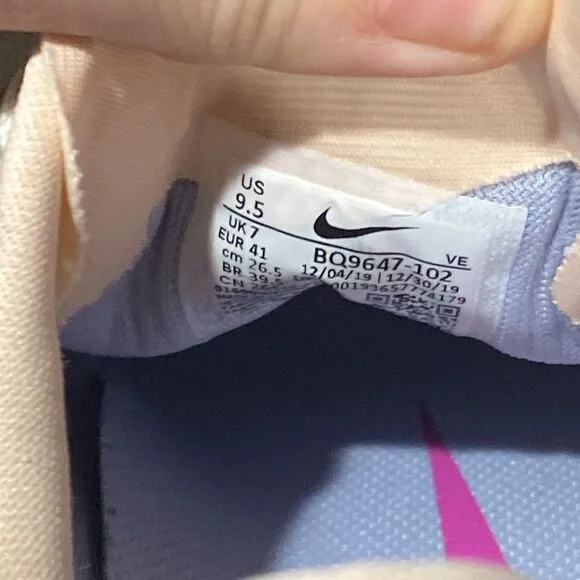 US
9.5
UK 7
EUR 41
cm 26.5
BR 39.5
CN
BQ9647-102
VE
12/04/19 | 12/30/19
00193657774179